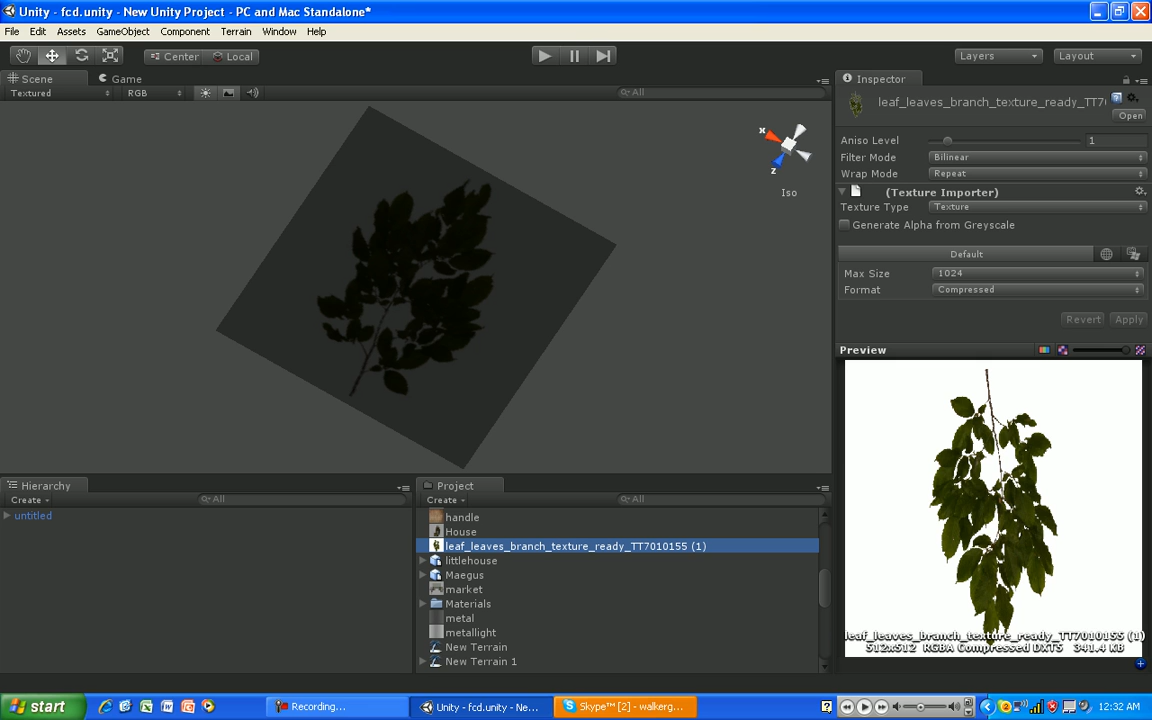 Unity - fcd.unity - New Unity Project - PC and Mac Standalone*
File Edit Assets GameObject Component Terrain Window Help
Center Local Layers Layout
Scene Game Inspector
Textured RGB All
leaf_leaves_branch_texture_ready_TT7
Open
x
z
Iso
Aniso Level 1
Filter Mode Bilinear
Wrap Mode Repeat
(Texture Importer)
Texture Type Texture
Generate Alpha from Greyscale
Default
Max Size 1024
Format Compressed
Revert Apply
Preview
leaf_leaves_branch_texture_ready_TT7010155 (1)
512x512 RGBA Compressed DXT5 341.4 KB
Hierarchy
Create All
untitled
Project
Create All
handle
House
leaf_leaves_branch_texture_ready_TT7010155 (1)
littlehouse
Maegus
market
Materials
metal
metallight
New Terrain
New Terrain 1
start Recording... Unity - fcd.unity - Ne... Skype™ [2] - walkerg... 12:32 AM